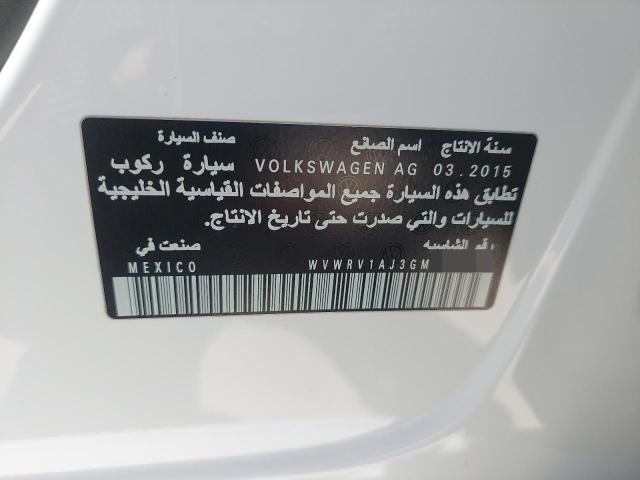 سنة الانتاج اسم الصانع صنف السيارة
03.2015 VOLKSWAGEN AG سيارة ركوب
تطابق هذه السيارة جميع المواصفات القياسية الخليجية
للسيارات والتي صدرت حتى تاريخ الانتاج.
رقم الشاسيه صنعت في
WVWRV1AJ3GM MEXICO